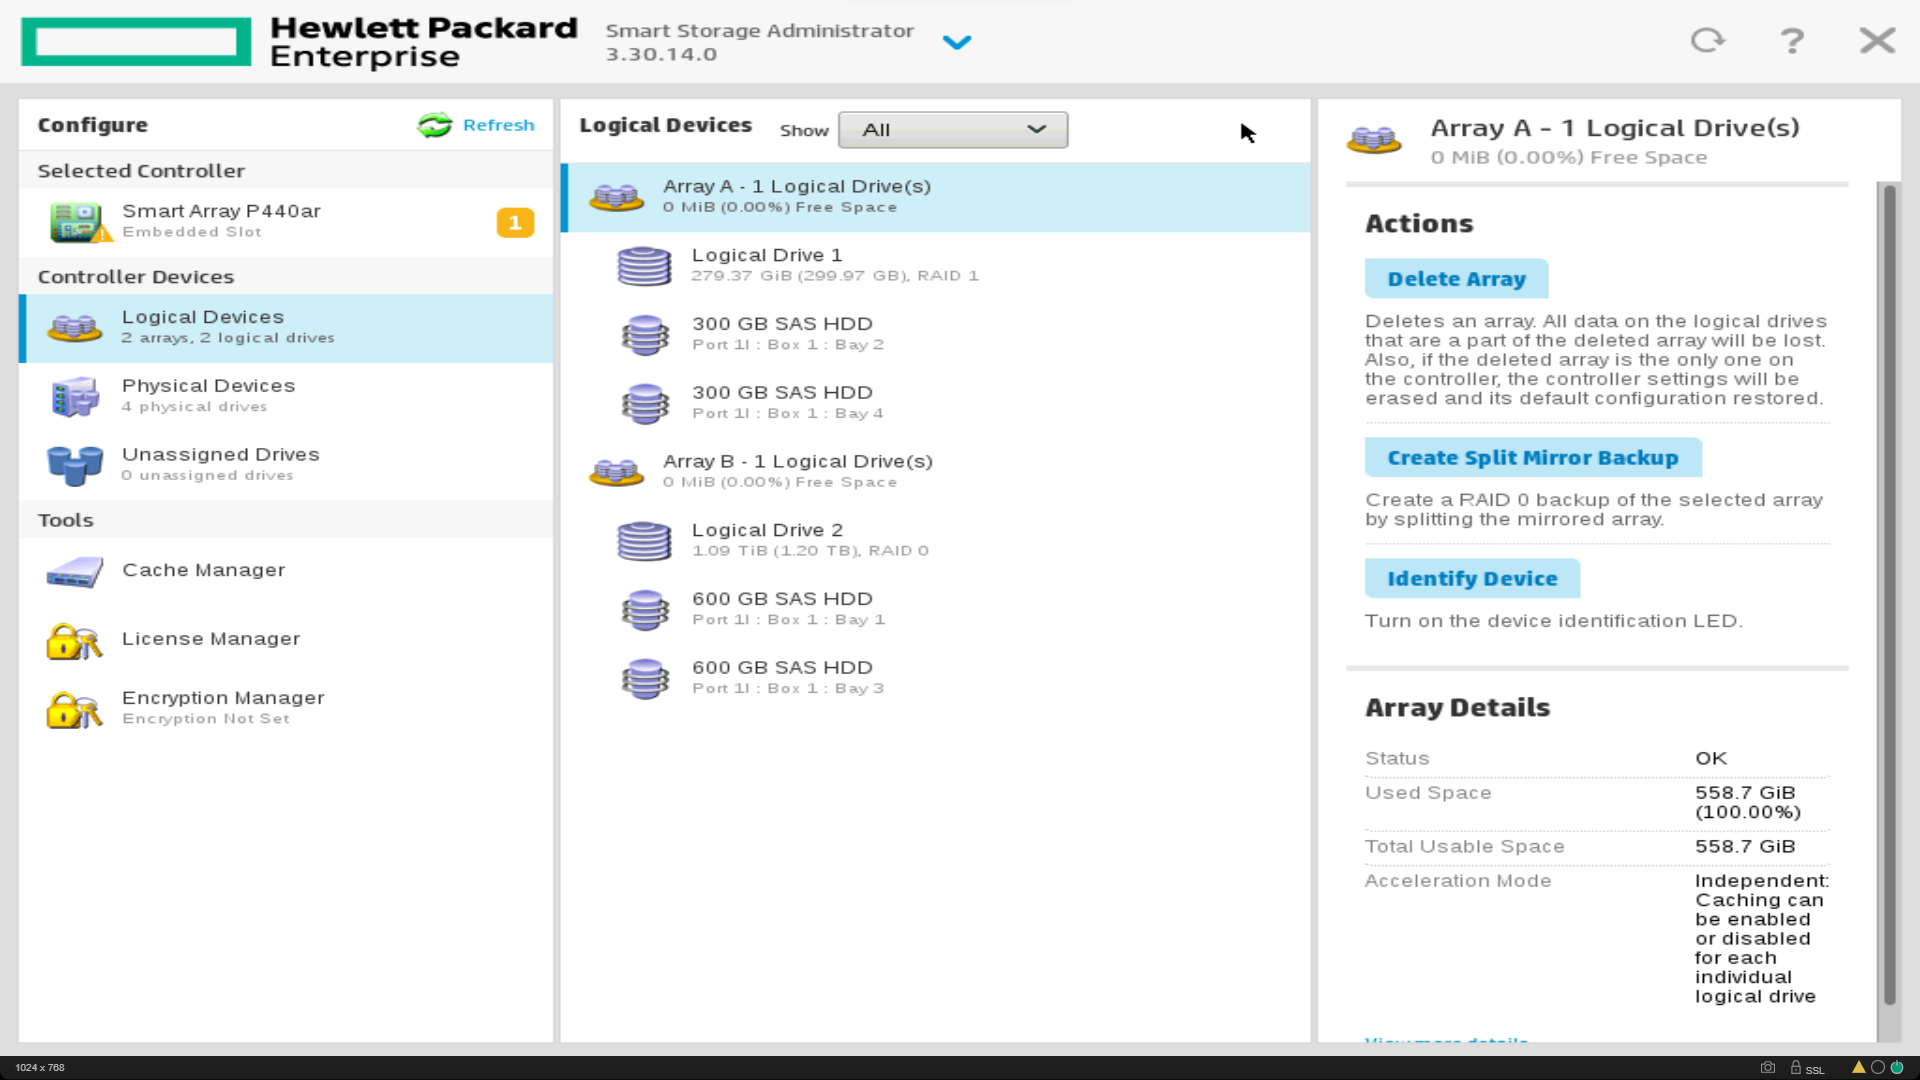 Hewlett Packard
Enterprise
Smart Storage Administrator
3.30.14.0
?
Configure
Refresh
Selected Controller
Smart Array P440ar
Embedded Slot
1
Controller Devices
Logical Devices
2 arrays, 2 logical drives
Physical Devices
4 physical drives
Unassigned Drives
0 unassigned drives
Tools
Cache Manager
License Manager
Encryption Manager
Encryption Not Set
Logical Devices
Show
All
Array A - 1 Logical Drive(s)
0 MiB (0.00%) Free Space
Logical Drive 1
279.37 GiB (299.97 GB), RAID 1
300 GB SAS HDD
Port 1I : Box 1 : Bay 2
300 GB SAS HDD
Port 1I : Box 1 : Bay 4
Array B - 1 Logical Drive(s)
0 MiB (0.00%) Free Space
Logical Drive 2
1.09 TiB (1.20 TB), RAID 0
600 GB SAS HDD
Port 1I : Box 1 : Bay 1
600 GB SAS HDD
Port 1I : Box 1 : Bay 3
Array A - 1 Logical Drive(s)
0 MiB (0.00%) Free Space
Actions
Delete Array
Deletes an array. All data on the logical drives
that are a part of the deleted array will be lost.
Also, if the deleted array is the only one on
the controller, the controller settings will be
erased and its default configuration restored.
Create Split Mirror Backup
Create a RAID 0 backup of the selected array
by splitting the mirrored array.
Identify Device
Turn on the device identification LED.
Array Details
Status OK
Used Space 558.7 GiB
(100.00%)
Total Usable Space 558.7 GiB
Acceleration Mode Independent:
Caching can
be enabled
or disabled
for each
individual
logical drive
View more details
1024 x 768
SSL